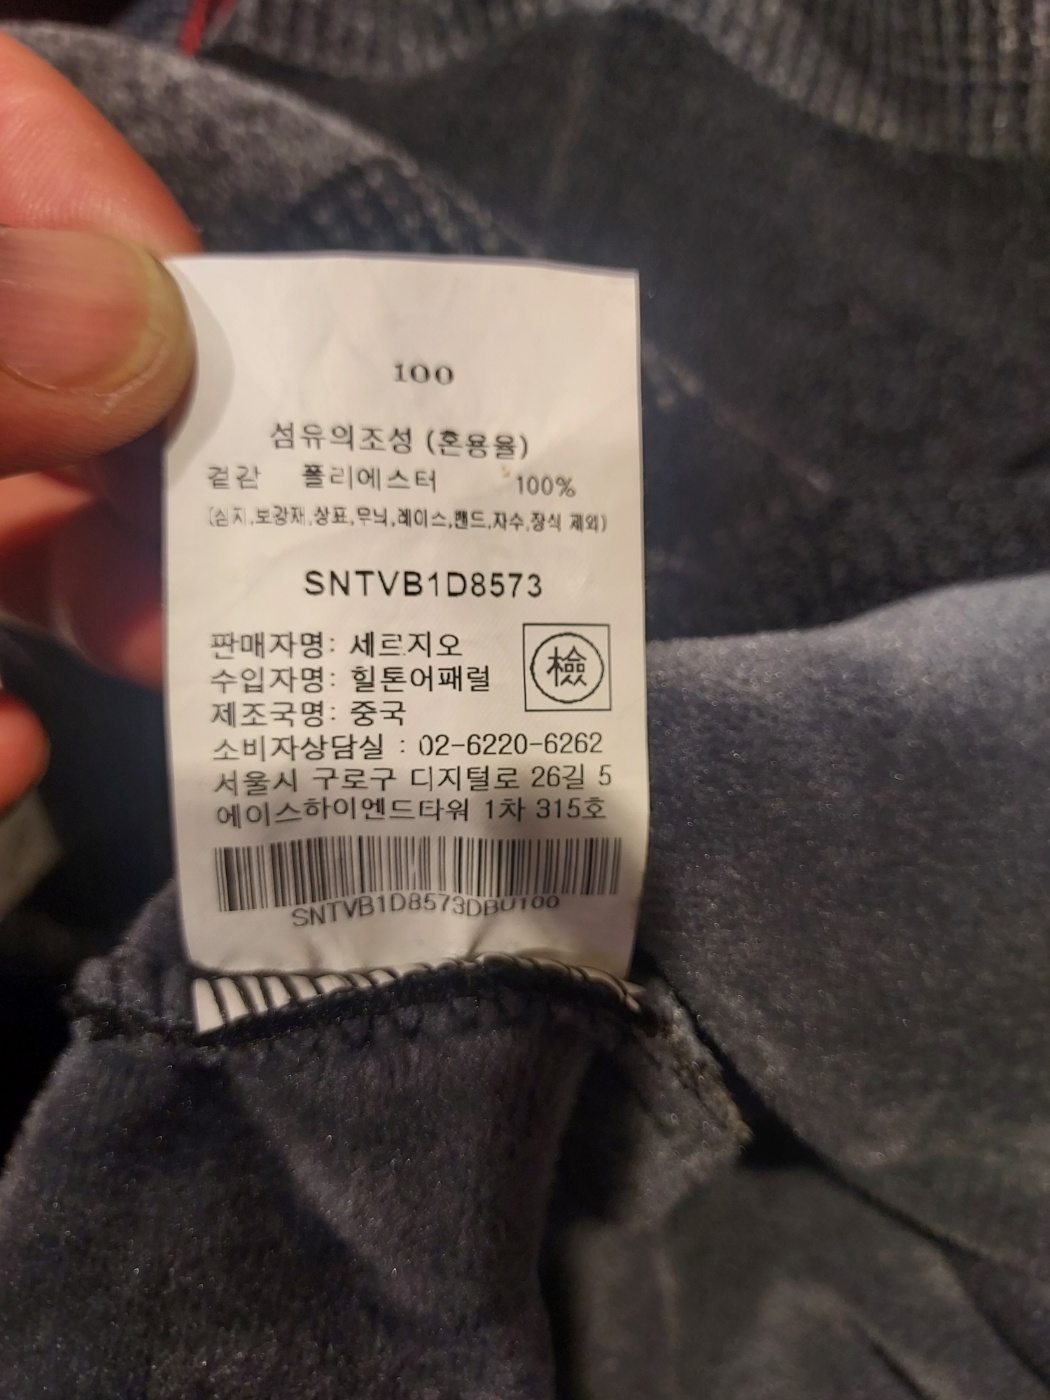 100
섬유의조성 (혼용율)
겉감 폴리에스터 100%
(심지,보강재,상표,무늬,레이스,밴드,자수,장식 제외)
SNTVB1D8573
판매자명: 세르지오
檢
수입자명: 힐튼어패럴
제조국명: 중국
소비자상담실 : 02-6220-6262
서울시 구로구 디지털로 26길 5
에이스하이엔드타워 1차 315호
SNTVB1D8573DBU100